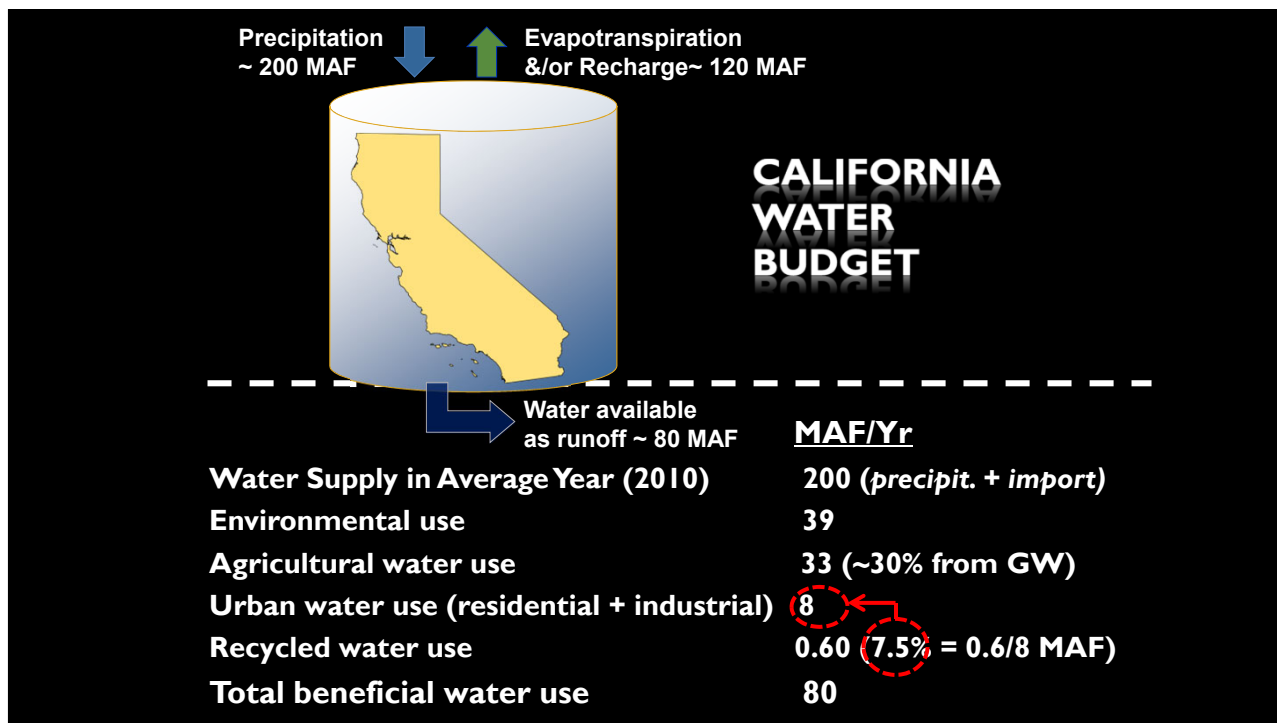 Precipitation
~ 200 MAF
Evapotranspiration
&/or Recharge~ 120 MAF
CALIFORNIA
WATER
BUDGET
Water available
as runoff ~ 80 MAF
MAF/Yr
Water Supply in Average Year (2010) 200 (precipit. + import)
Environmental use 39
Agricultural water use 33 (~30% from GW)
Urban water use (residential + industrial) 8
Recycled water use 0.60 (7.5% = 0.6/8 MAF)
Total beneficial water use 80